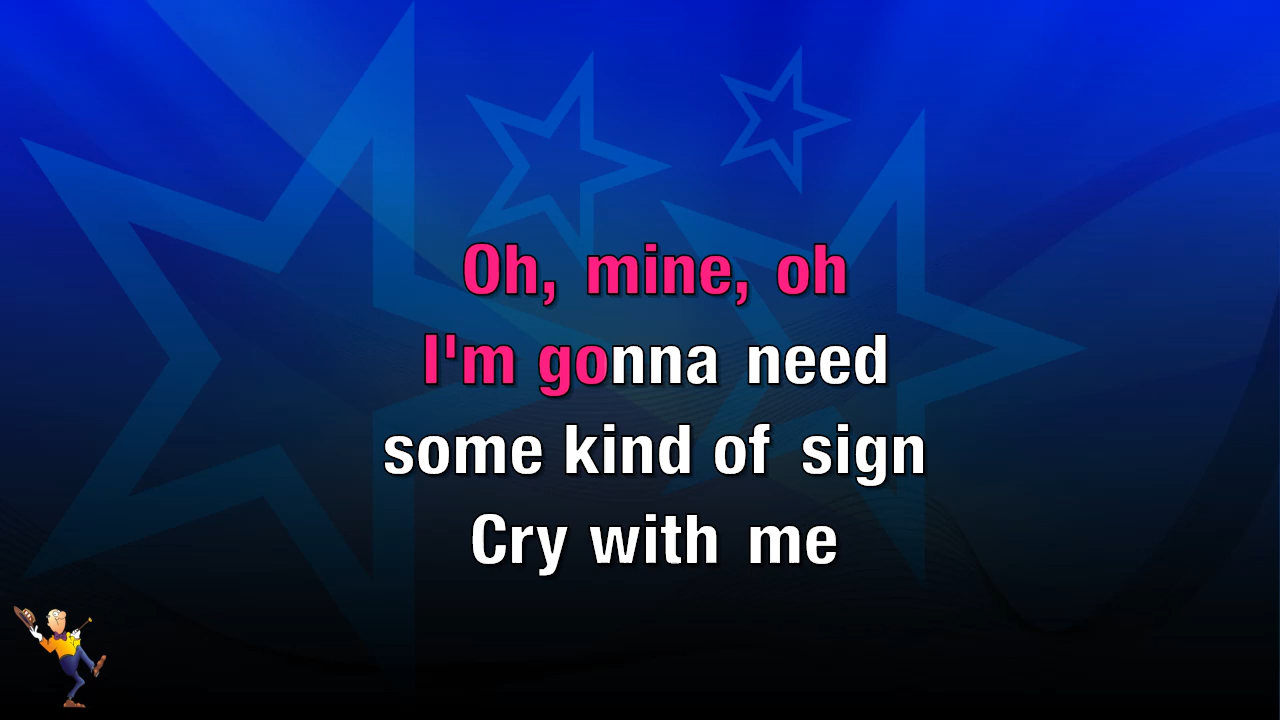 Oh, mine, oh
I'm gonna need
some kind of sign
Cry with me